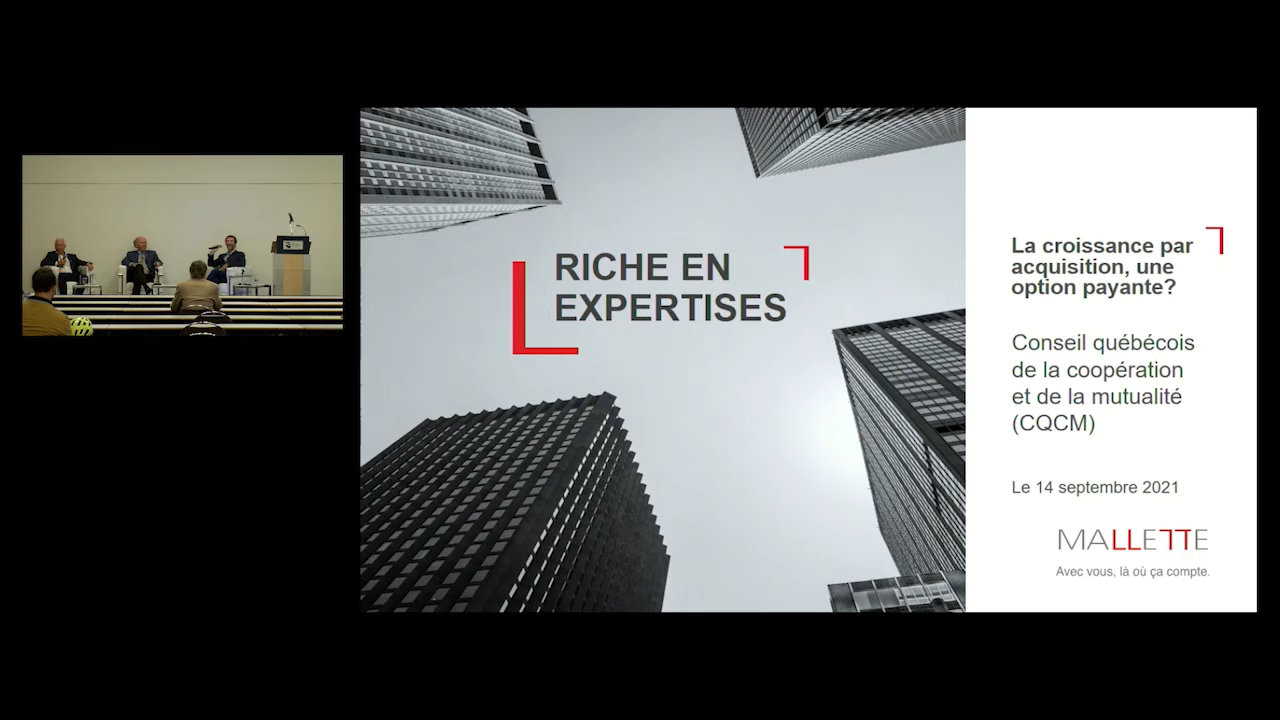 RICHE EN
EXPERTISES
La croissance par
acquisition, une
option payante?
Conseil québécois
de la coopération
et de la mutualité
(CQCM)
Le 14 septembre 2021
MALLETTE
Avec vous, là où ça compte.